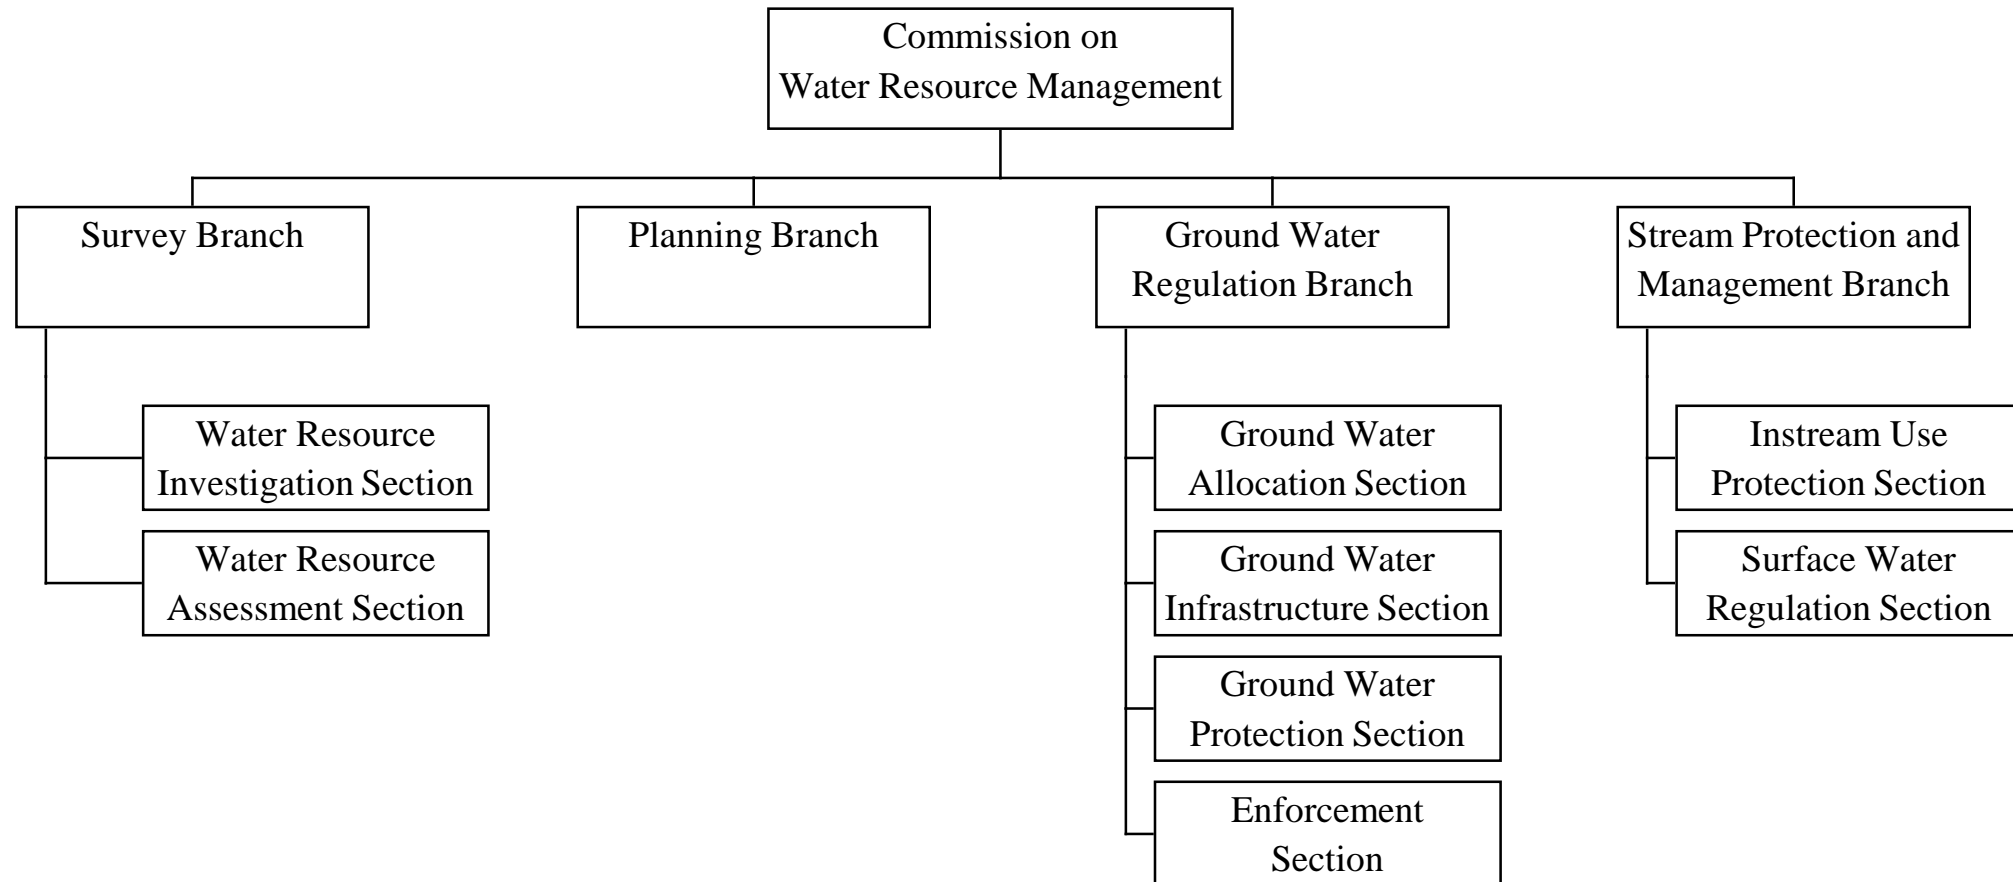 Commission on
Water Resource Management
Survey Branch
Planning Branch
Ground Water
Regulation Branch
Stream Protection and
Management Branch
Water Resource
Investigation Section
Water Resource
Assessment Section
Ground Water
Allocation Section
Ground Water
Infrastructure Section
Ground Water
Protection Section
Enforcement
Section
Instream Use
Protection Section
Surface Water
Regulation Section